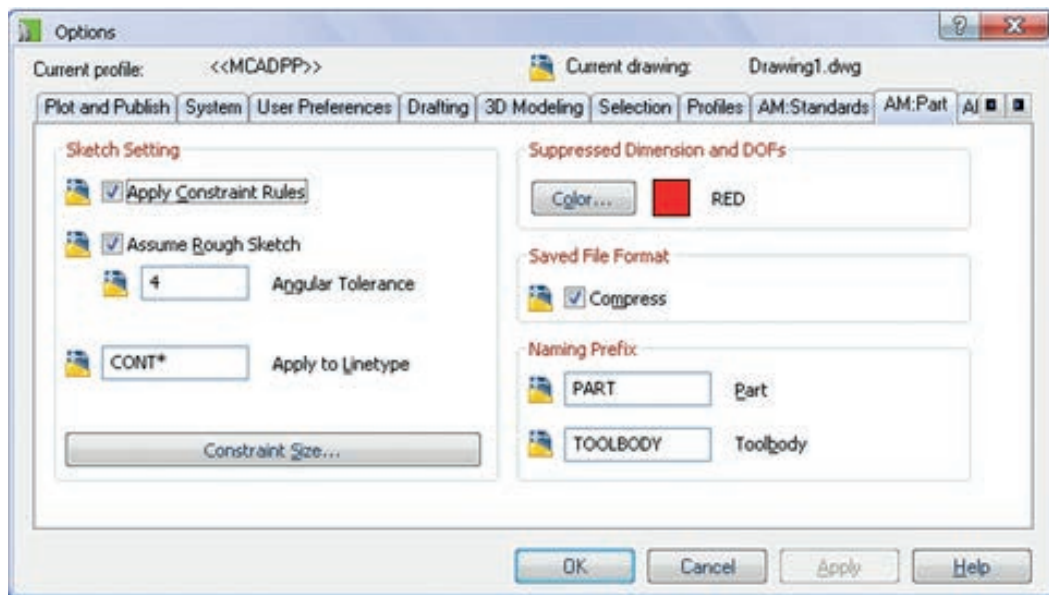 Options
Current profile: <<MCADPP>> Current drawing: Drawing1.dwg
Plot and Publish System User Preferences Drafting 3D Modeling Selection Profiles AM:Standards AM:Part
Sketch Setting
Apply Constraint Rules
Assume Rough Sketch
4 Angular Tolerance
CONT* Apply to Linetype
Constraint Size...
Suppressed Dimension and DOFs
Color... RED
Saved File Format
Compress
Naming Prefix
PART Part
TOOLBODY Toolbody
OK Cancel Apply Help